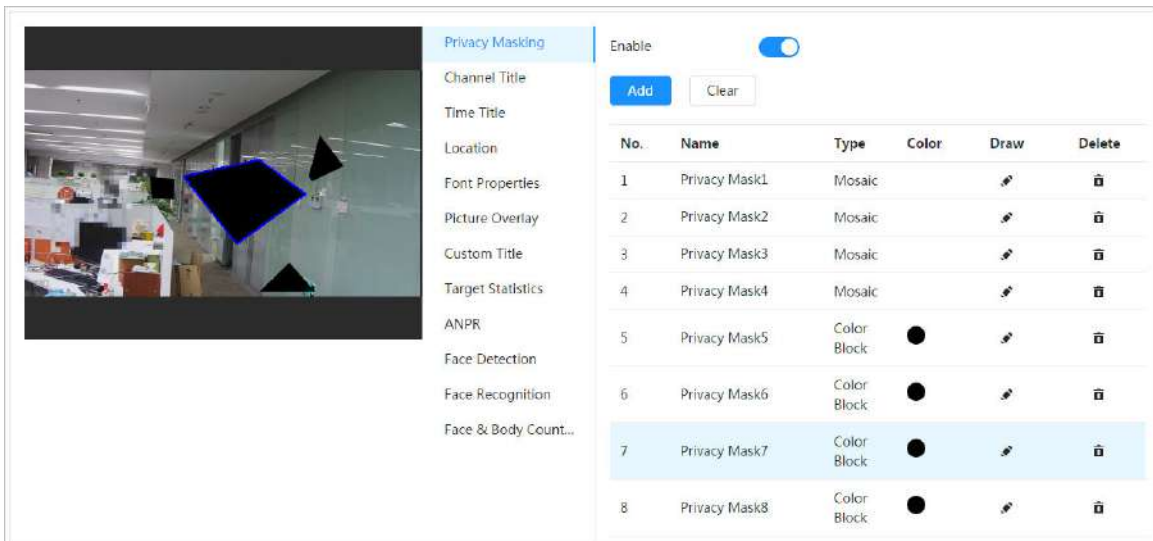 Privacy Masking
Channel Title
Time Title
Location
Font Properties
Picture Overlay
Custom Title
Target Statistics
ANPR
Face Detection
Face Recognition
Face & Body Count...
Enable
Add Clear
No. Name Type Color Draw Delete
1 Privacy Mask1 Mosaic
2 Privacy Mask2 Mosaic
3 Privacy Mask3 Mosaic
4 Privacy Mask4 Mosaic
5 Privacy Mask5 Color
Block
6 Privacy Mask6 Color
Block
7 Privacy Mask7 Color
Block
8 Privacy Mask8 Color
Block